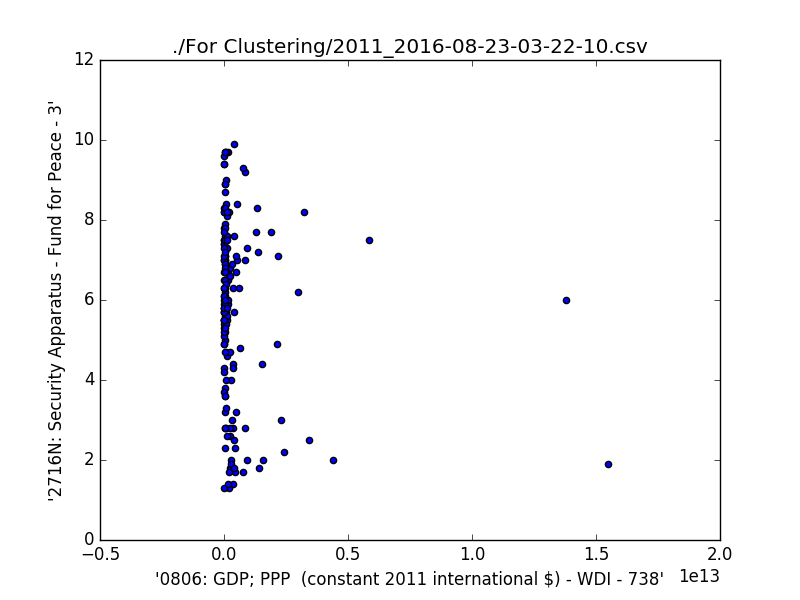 ./For Clustering/2011_2016-08-23-03-22-10.csv
12
10
8
6
4
2
0
'2716N: Security Apparatus - Fund for Peace - 3'
−0.5 0.0 0.5 1.0 1.5 2.0
1e13
'0806: GDP; PPP  (constant 2011 international $) - WDI - 738'